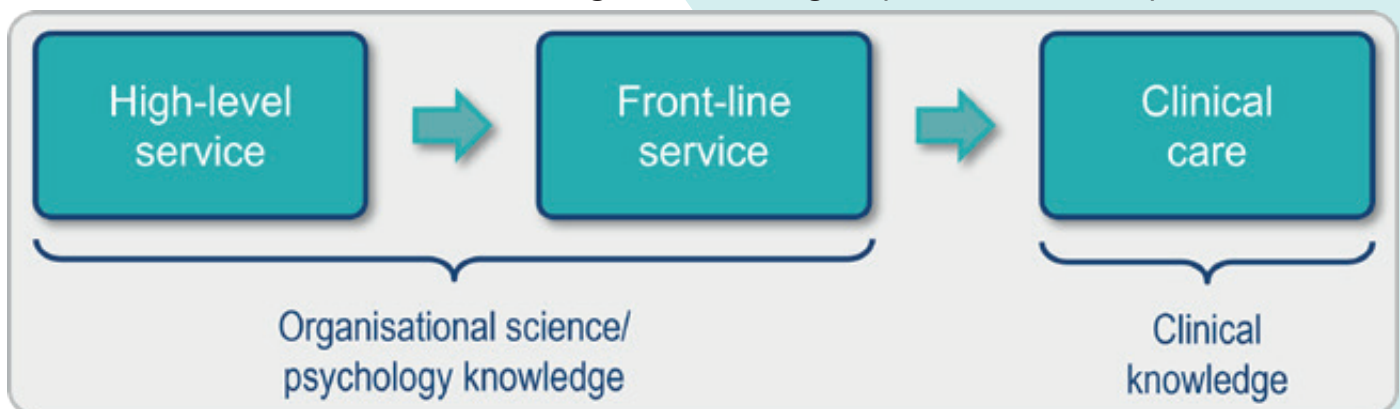 High-level
service
Front-line
service
Clinical
care
Organisational science/
psychology knowledge
Clinical
knowledge